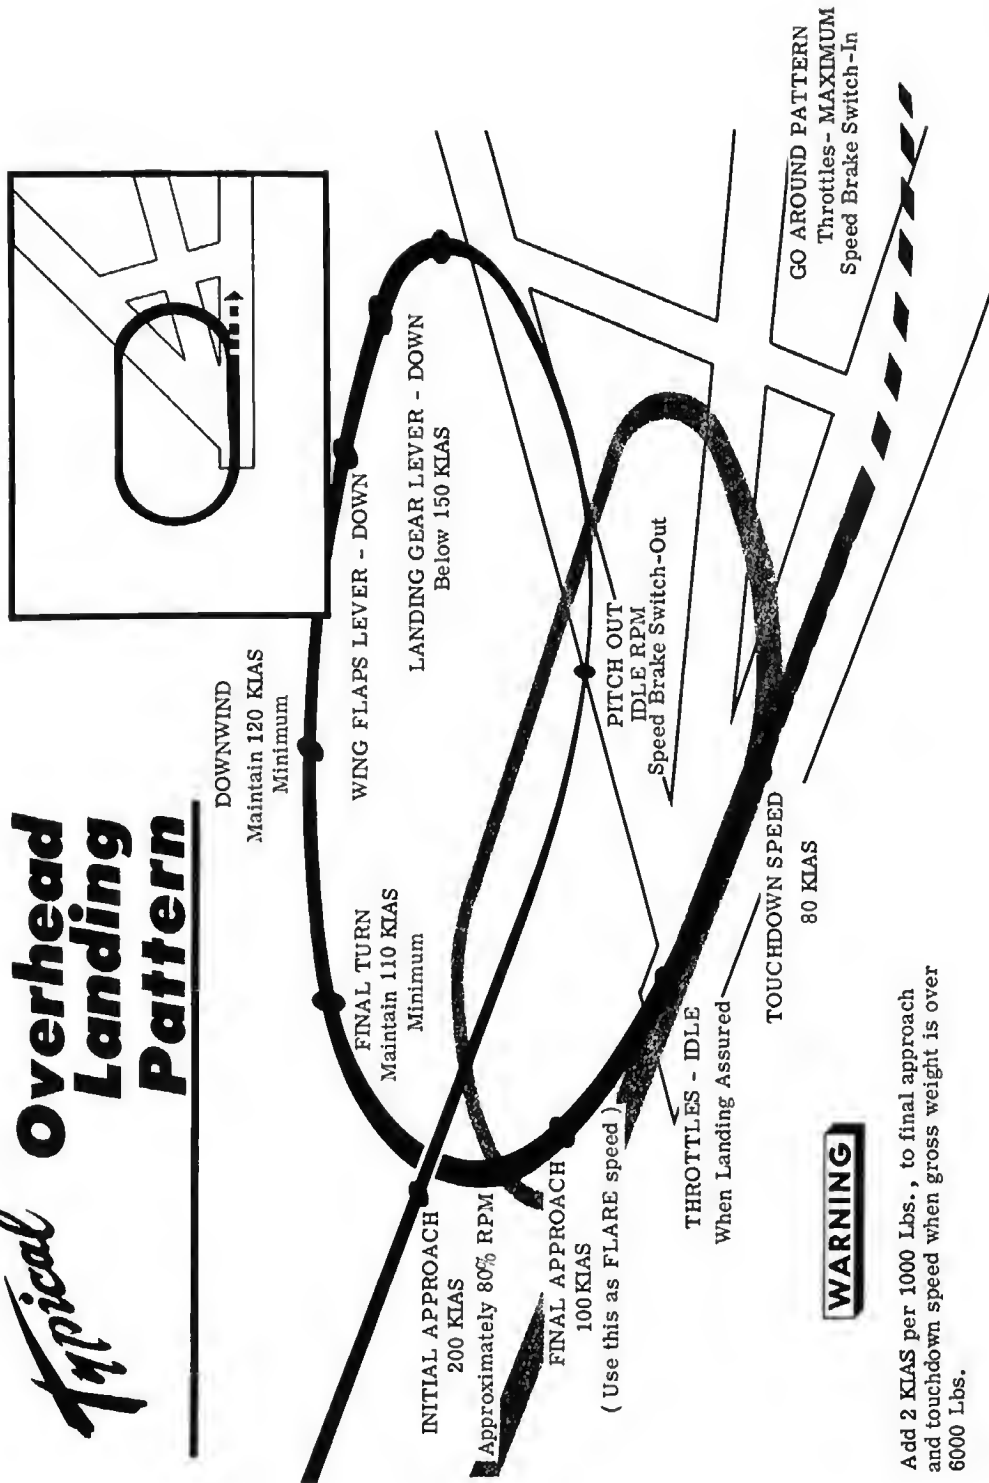 Typical Overhead
Landing
Pattern
INITIAL APPROACH
200 KIAS
Approximately 80% RPM
PITCH OUT
IDLE RPM
Speed Brake Switch-Out
DOWNWIND
Maintain 120 KIAS
Minimum
WING FLAPS LEVER - DOWN
LANDING GEAR LEVER - DOWN
Below 150 KIAS
FINAL TURN
Maintain 110 KIAS
Minimum
FINAL APPROACH
100 KIAS
( Use this as FLARE speed )
THROTTLES - IDLE
When Landing Assured
TOUCHDOWN SPEED
80 KIAS
GO AROUND PATTERN
Throttles- MAXIMUM
Speed Brake Switch-In
WARNING
Add 2 KIAS per 1000 Lbs., to final approach
and touchdown speed when gross weight is over
6000 Lbs.